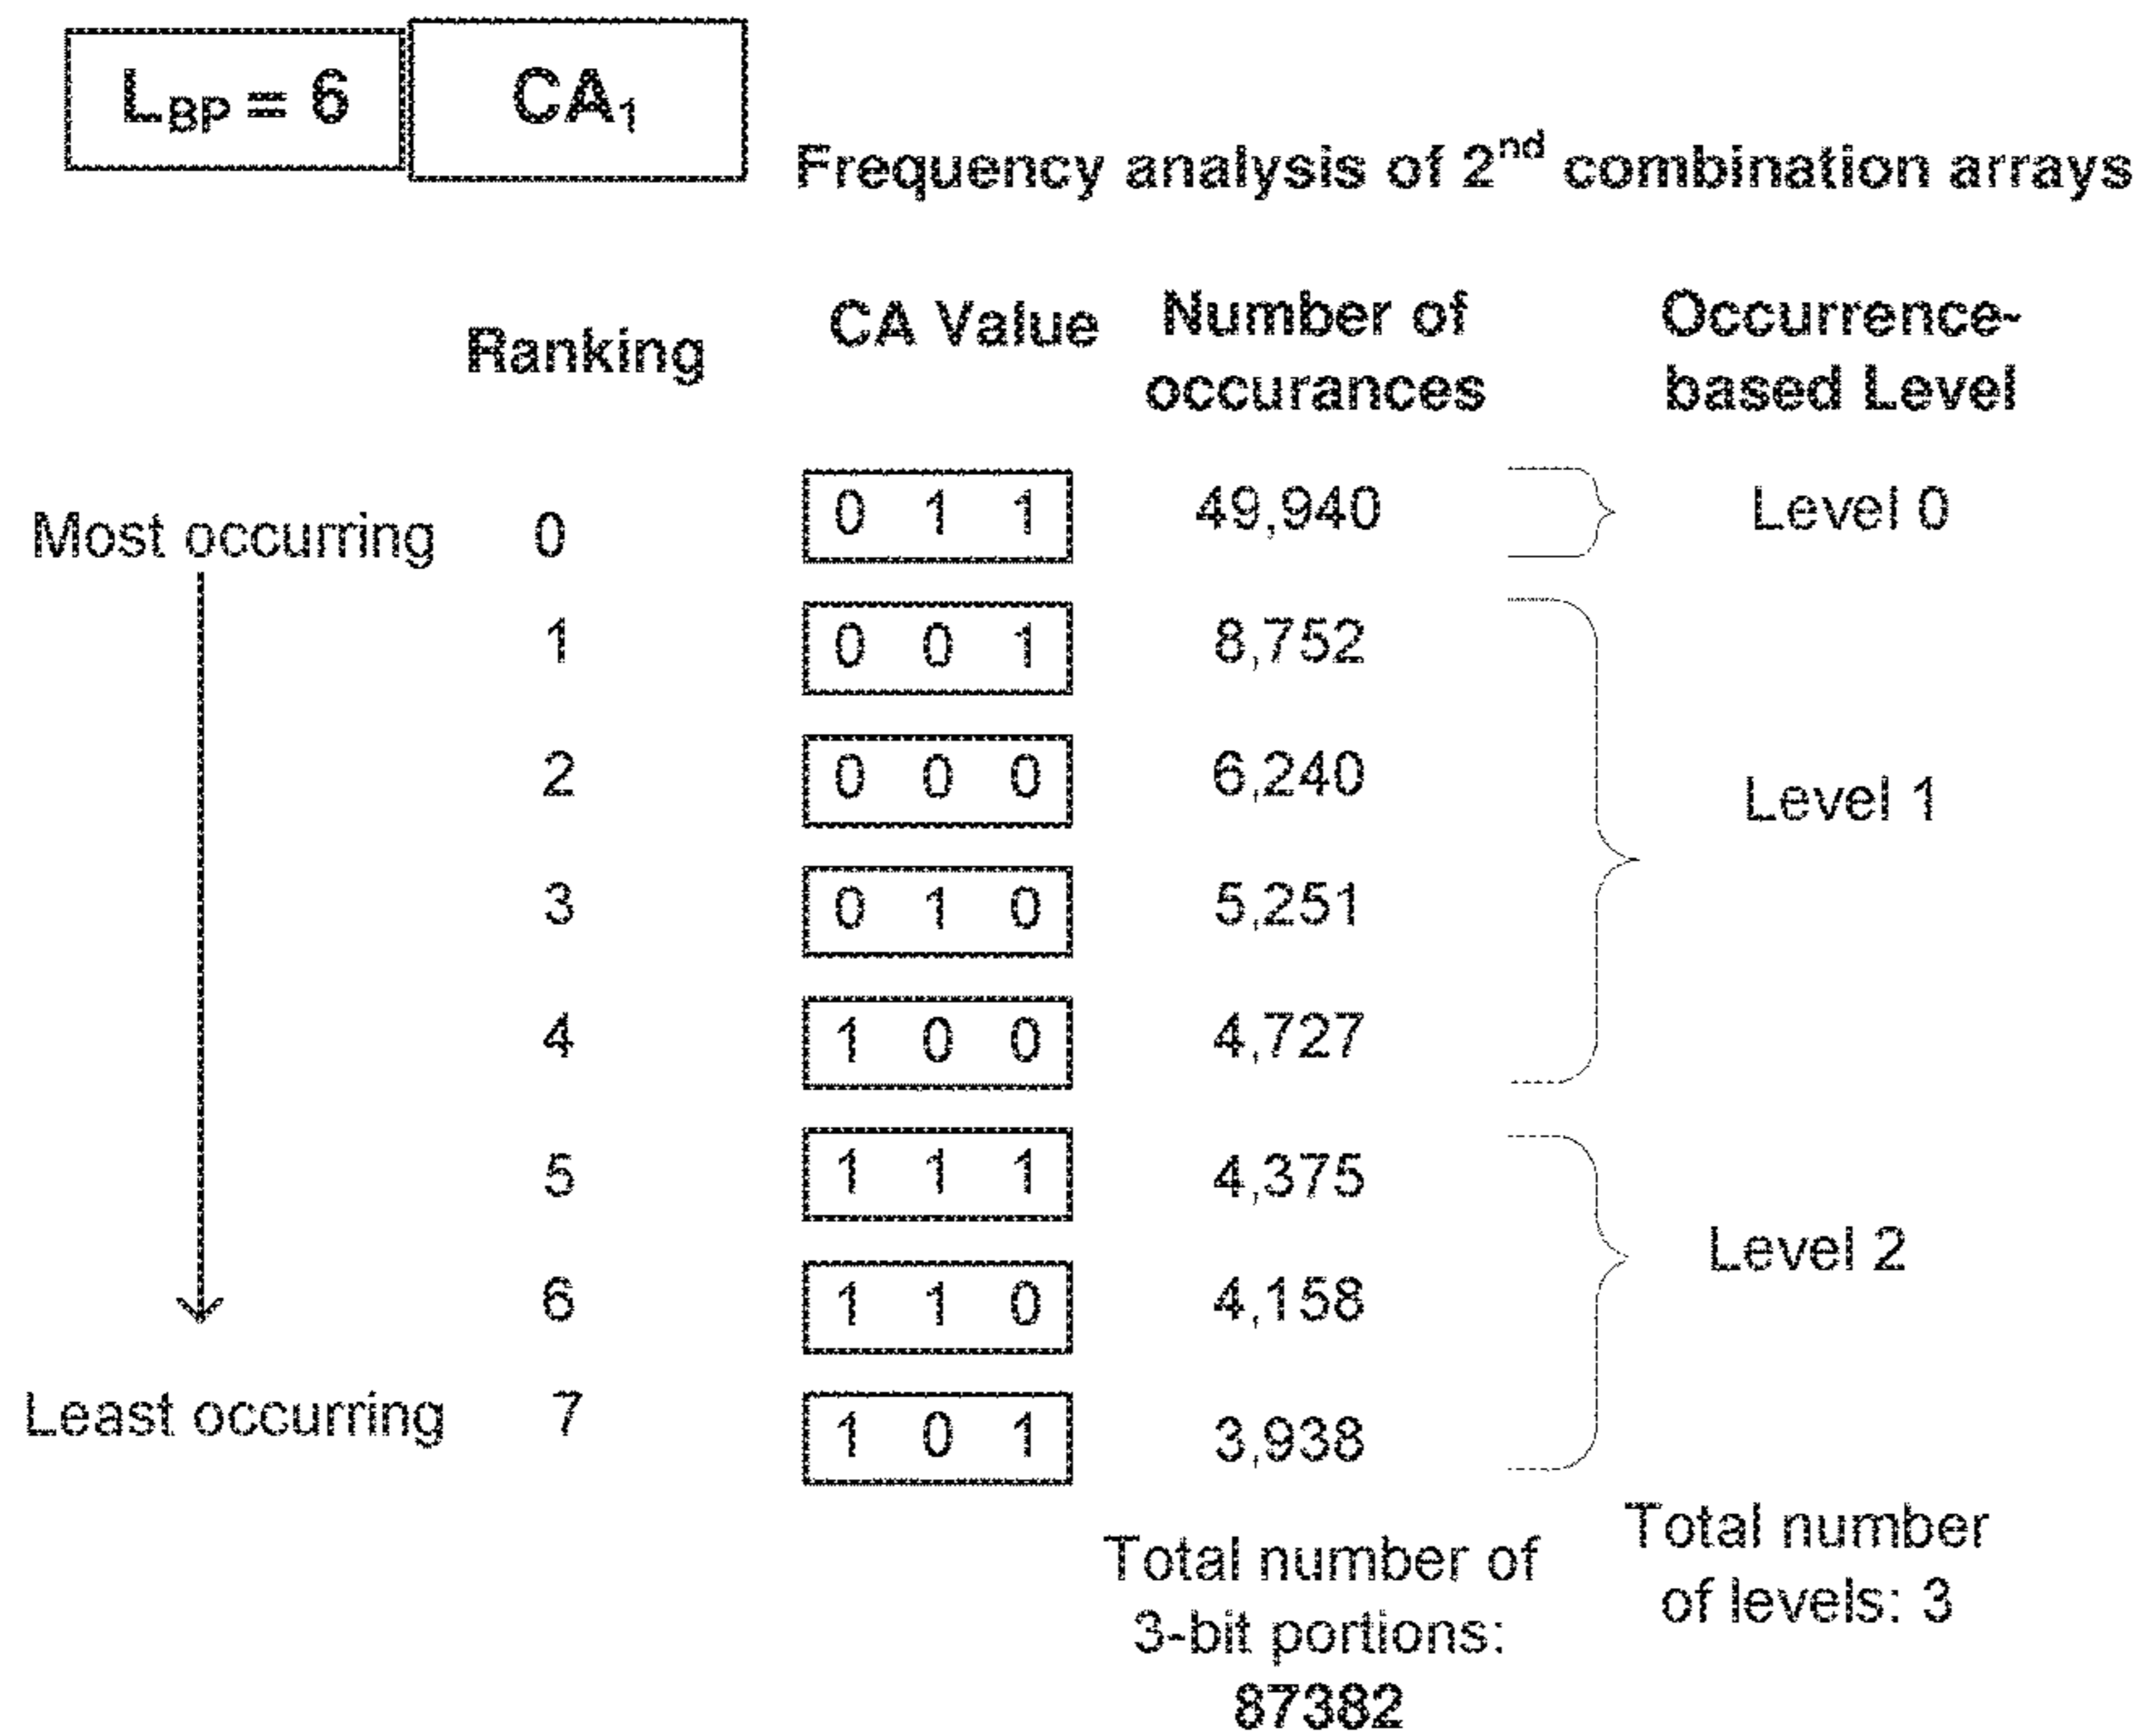 L_BP = 6 CA₁
Frequency analysis of 2ⁿᵈ combination arrays
Ranking CA Value Number of occurances Occurrence-based Level
Most occurring 0 0 1 1 49,940 Level 0
1 0 0 1 8,752
2 0 0 0 6,240 Level 1
3 0 1 0 5,251
4 1 0 0 4,727
5 1 1 1 4,375
Level 2
6 1 1 0 4,158
Least occurring 7 1 0 1 3,938
Total number of
3-bit portions:
87382
Total number
of levels: 3